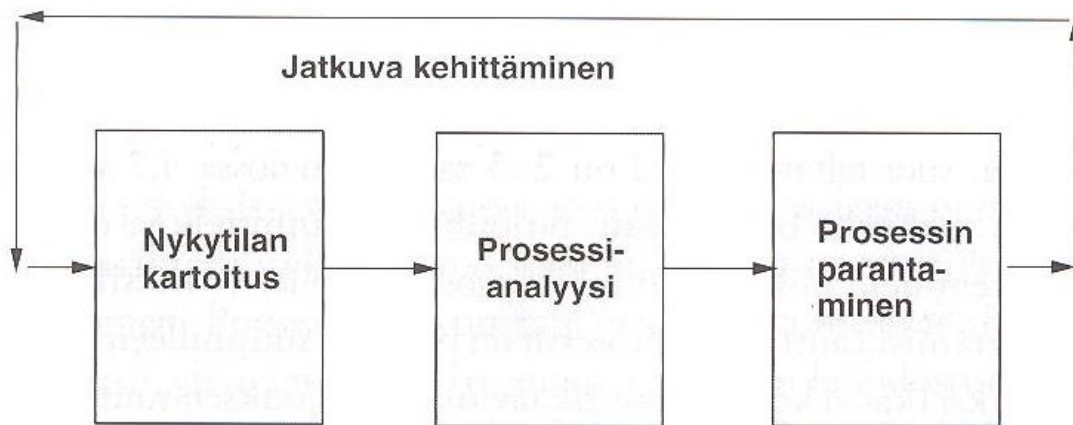 Jatkuva kehittäminen
Nykytilan
kartoitus
Prosessi-
analyysi
Prosessin
paranta-
minen